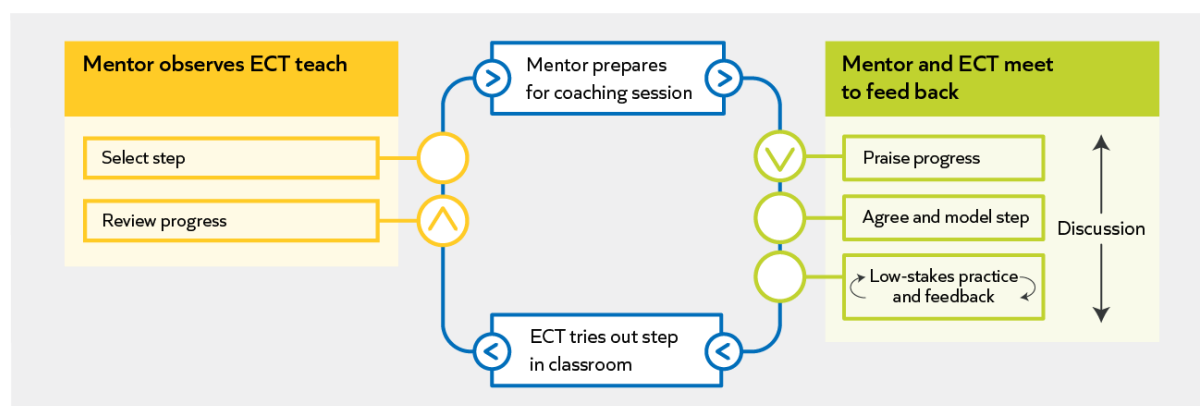 Mentor observes ECT teach
Select step
Review progress
Mentor prepares
for coaching session
Mentor and ECT meet
to feed back
Praise progress
Agree and model step
Low-stakes practice
and feedback
Discussion
ECT tries out step
in classroom